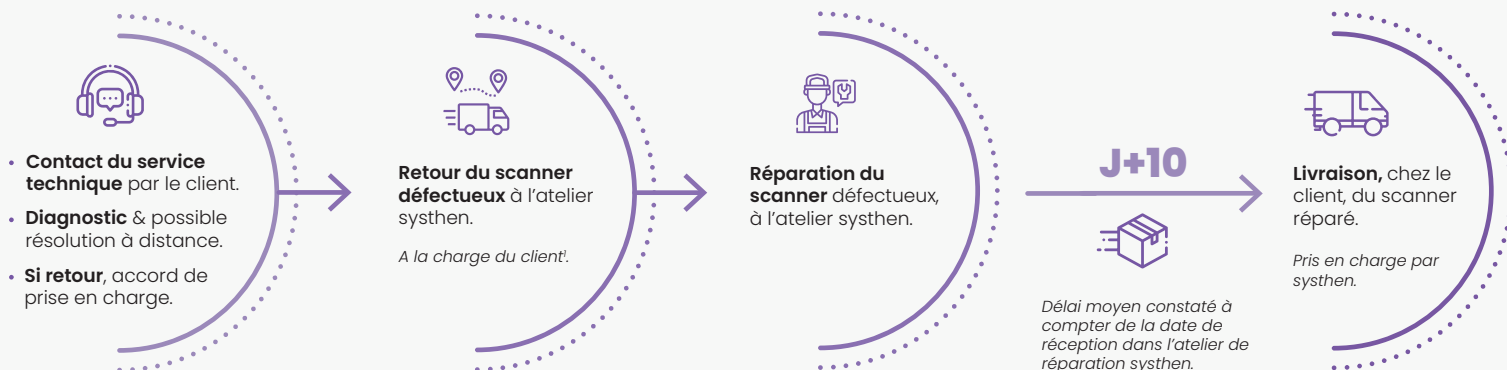 • Contact du service
technique par le client.
• Diagnostic & possible
résolution à distance.
• Si retour, accord de
prise en charge.
Retour du scanner
défectueux à l’atelier
systhen.
A la charge du client¹.
Réparation du
scanner défectueux,
à l’atelier systhen.
J+10
Délai moyen constaté à
compter de la date de
réception dans l’atelier de
réparation systhen.
Livraison, chez le
client, du scanner
réparé.
Pris en charge par
systhen.